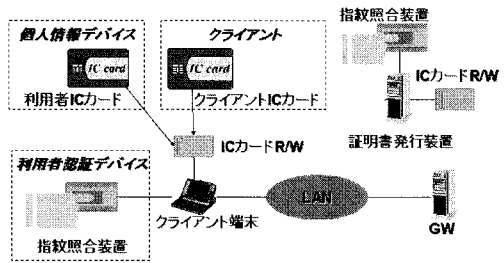 個人情報デバイス
IC card
利用者ICカード
クライアント
IC card
クライアントICカード
指紋照合装置
ICカードR/W
証明書発行装置
ICカードR/W
利用者認証デバイス
指紋照合装置
クライアント端末
LAN
GW